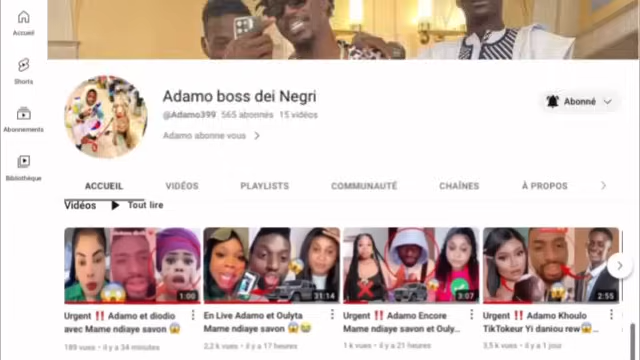 Accueil
Shorts
Abonnements
Bibliothèque
Adamo boss dei Negri
@Adamo399 565 abonnés 15 vidéos
Adamo abonne vous
Abonné
ACCUEIL VIDÉOS PLAYLISTS COMMUNAUTÉ CHAÎNES À PROPOS
Vidéos Tout lire
1:00
31:14
3:07
2:55
Urgent ‼️ Adamo et diodio
avec Mame ndiaye savon 😱
189 vues • il y a 34 minutes
En Live Adamo et Oulyta
Mame ndiaye savon 😱😭
2,2 k vues • il y a 17 heures
Urgent ‼️ Adamo Encore
Mame ndiaye savon et Ouly...
1 k vues • il y a 21 heures
Urgent ‼️ Adamo Khoulo
TikTokeur Yi daniou rew😱...
3,5 k vues • il y a 1 jour